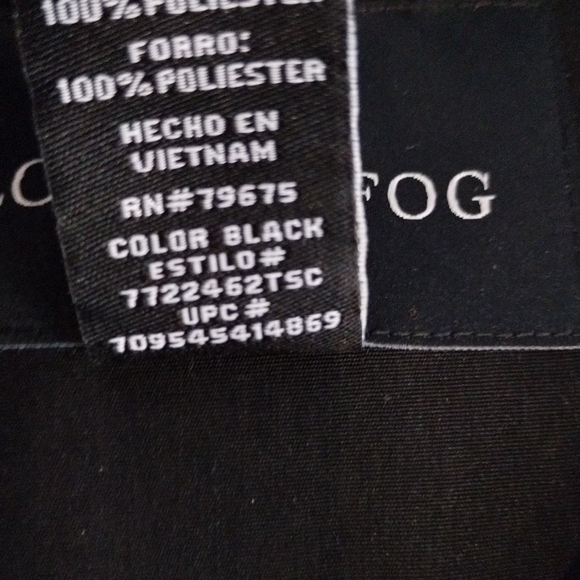 100% POLIESTER
FORRO:
100% POLIESTER
HECHO EN
VIETNAM
RN#79675
COLOR BLACK
ESTILO#
7722462TSC
UPC #
709545414869
FOG